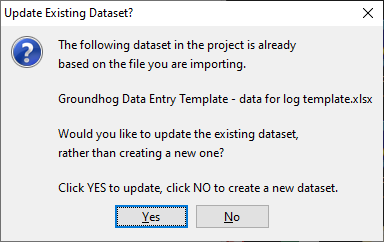 Update Existing Dataset?
The following dataset in the project is already
based on the file you are importing.
Groundhog Data Entry Template - data for log template.xlsx
Would you like to update the existing dataset,
rather than creating a new one?
Click YES to update, click NO to create a new dataset.
Yes
No